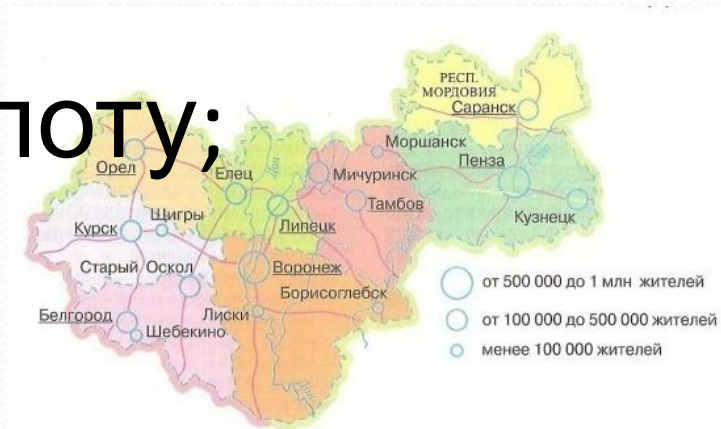 поту;
РЕСП.
МОРДОВИЯ
Саранск
Моршанск
Пенза
Орел
Елец
Дон
Мичуринск
Тамбов
Кузнецк
Курск
Щигры
Липецк
Старый Оскол
Воронеж
Борисоглебск
Белгород
Лиски
Шебекино
Дон
от 500 000 до 1 млн жителей
от 100 000 до 500 000 жителей
менее 100 000 жителей